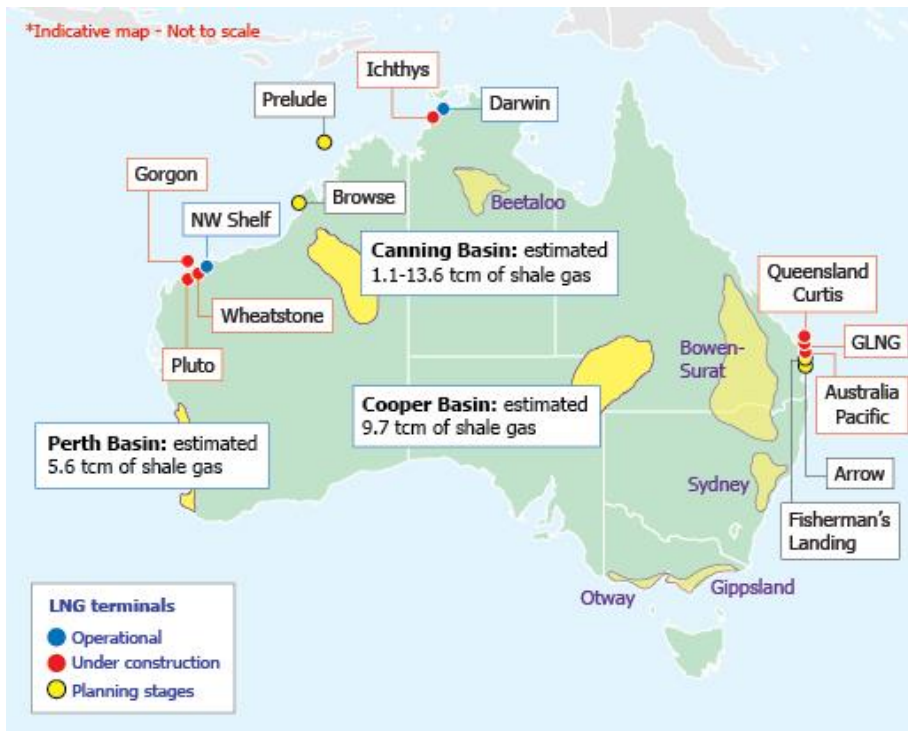 *Indicative map - Not to scale
Ichthys
Prelude
Darwin
Gorgon
NW Shelf
Browse
Beetaloo
Canning Basin: estimated
1.1-13.6 tcm of shale gas
Queensland
Curtis
Wheatstone
GLNG
Pluto
Bowen-
Surat
Australia
Pacific
Cooper Basin: estimated
9.7 tcm of shale gas
Perth Basin: estimated
5.6 tcm of shale gas
Arrow
Sydney
Fisherman's
Landing
Otway
Gippsland
LNG terminals
Operational
Under construction
Planning stages